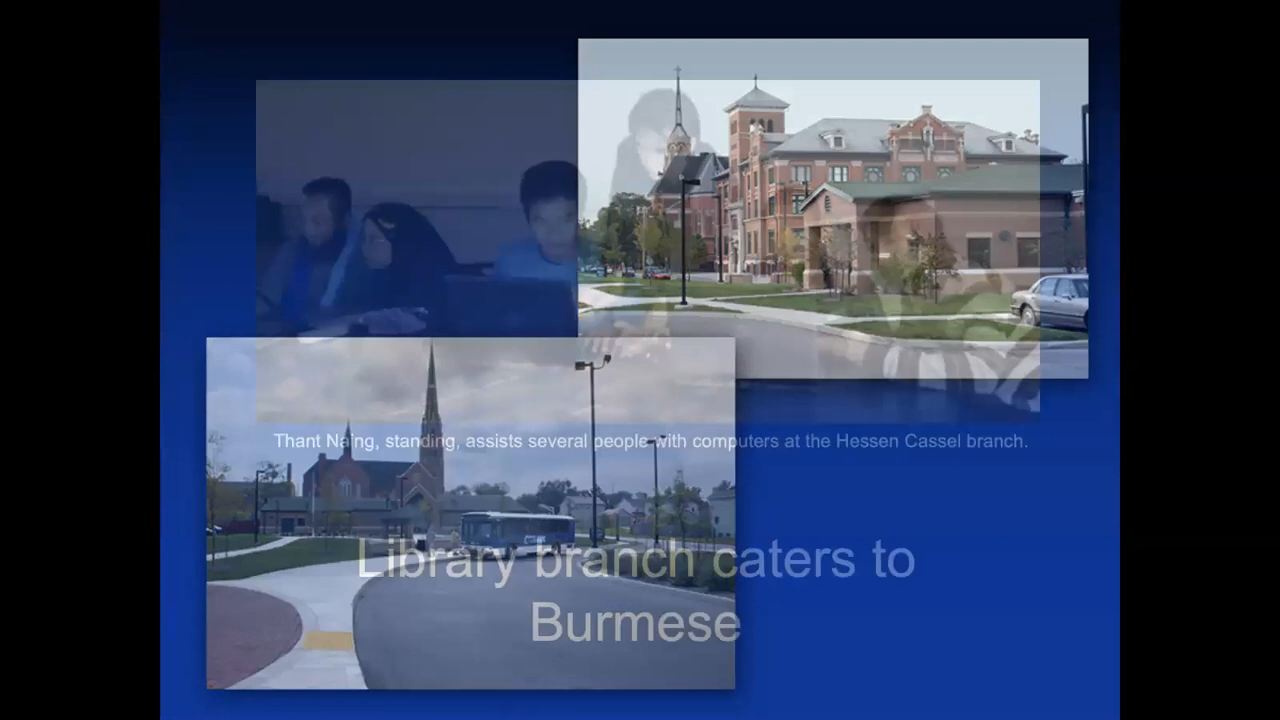 Thant Naing, standing, assists several people with computers at the Hessen Cassel branch.
Library branch caters to
Burmese